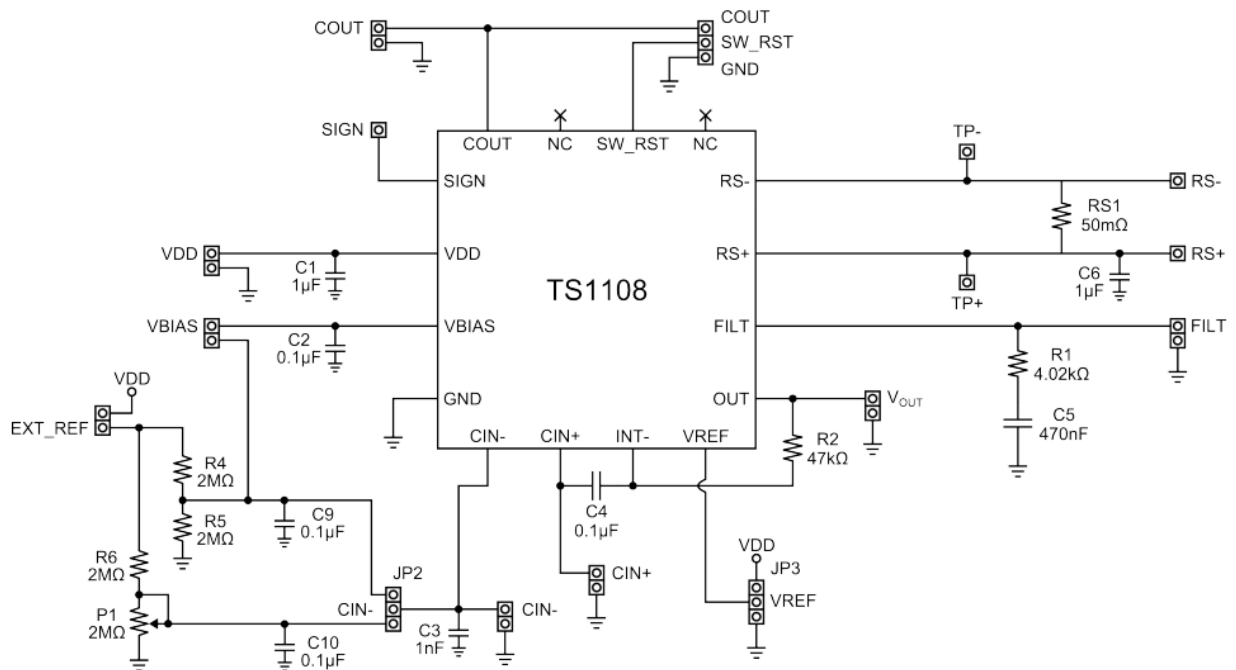 COUT
COUT
SW_RST
GND
SIGN
COUT
NC
SW_RST
NC
TP-
SIGN
RS-
RS-
RS1
50mΩ
VDD
C1
1µF
VDD
RS+
RS+
C6
1µF
TS1108
TP+
VBIAS
C2
0.1µF
VBIAS
FILT
FILT
R1
4.02kΩ
VDD
EXT_REF
GND
OUT
VOUT
C5
470nF
CIN-
CIN+
INT-
VREF
R2
47kΩ
R4
2MΩ
R5
2MΩ
C9
0.1µF
C4
0.1µF
R6
2MΩ
JP2
CIN+
VDD
JP3
VREF
P1
2MΩ
CIN-
CIN-
C3
1nF
C10
0.1µF